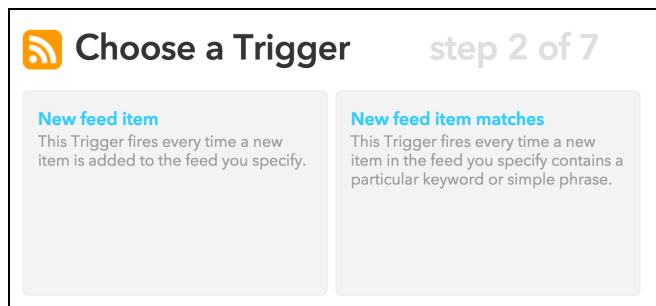 Choose a Trigger step 2 of 7
New feed item
This Trigger fires every time a new
item is added to the feed you specify.
New feed item matches
This Trigger fires every time a new
item in the feed you specify contains a
particular keyword or simple phrase.